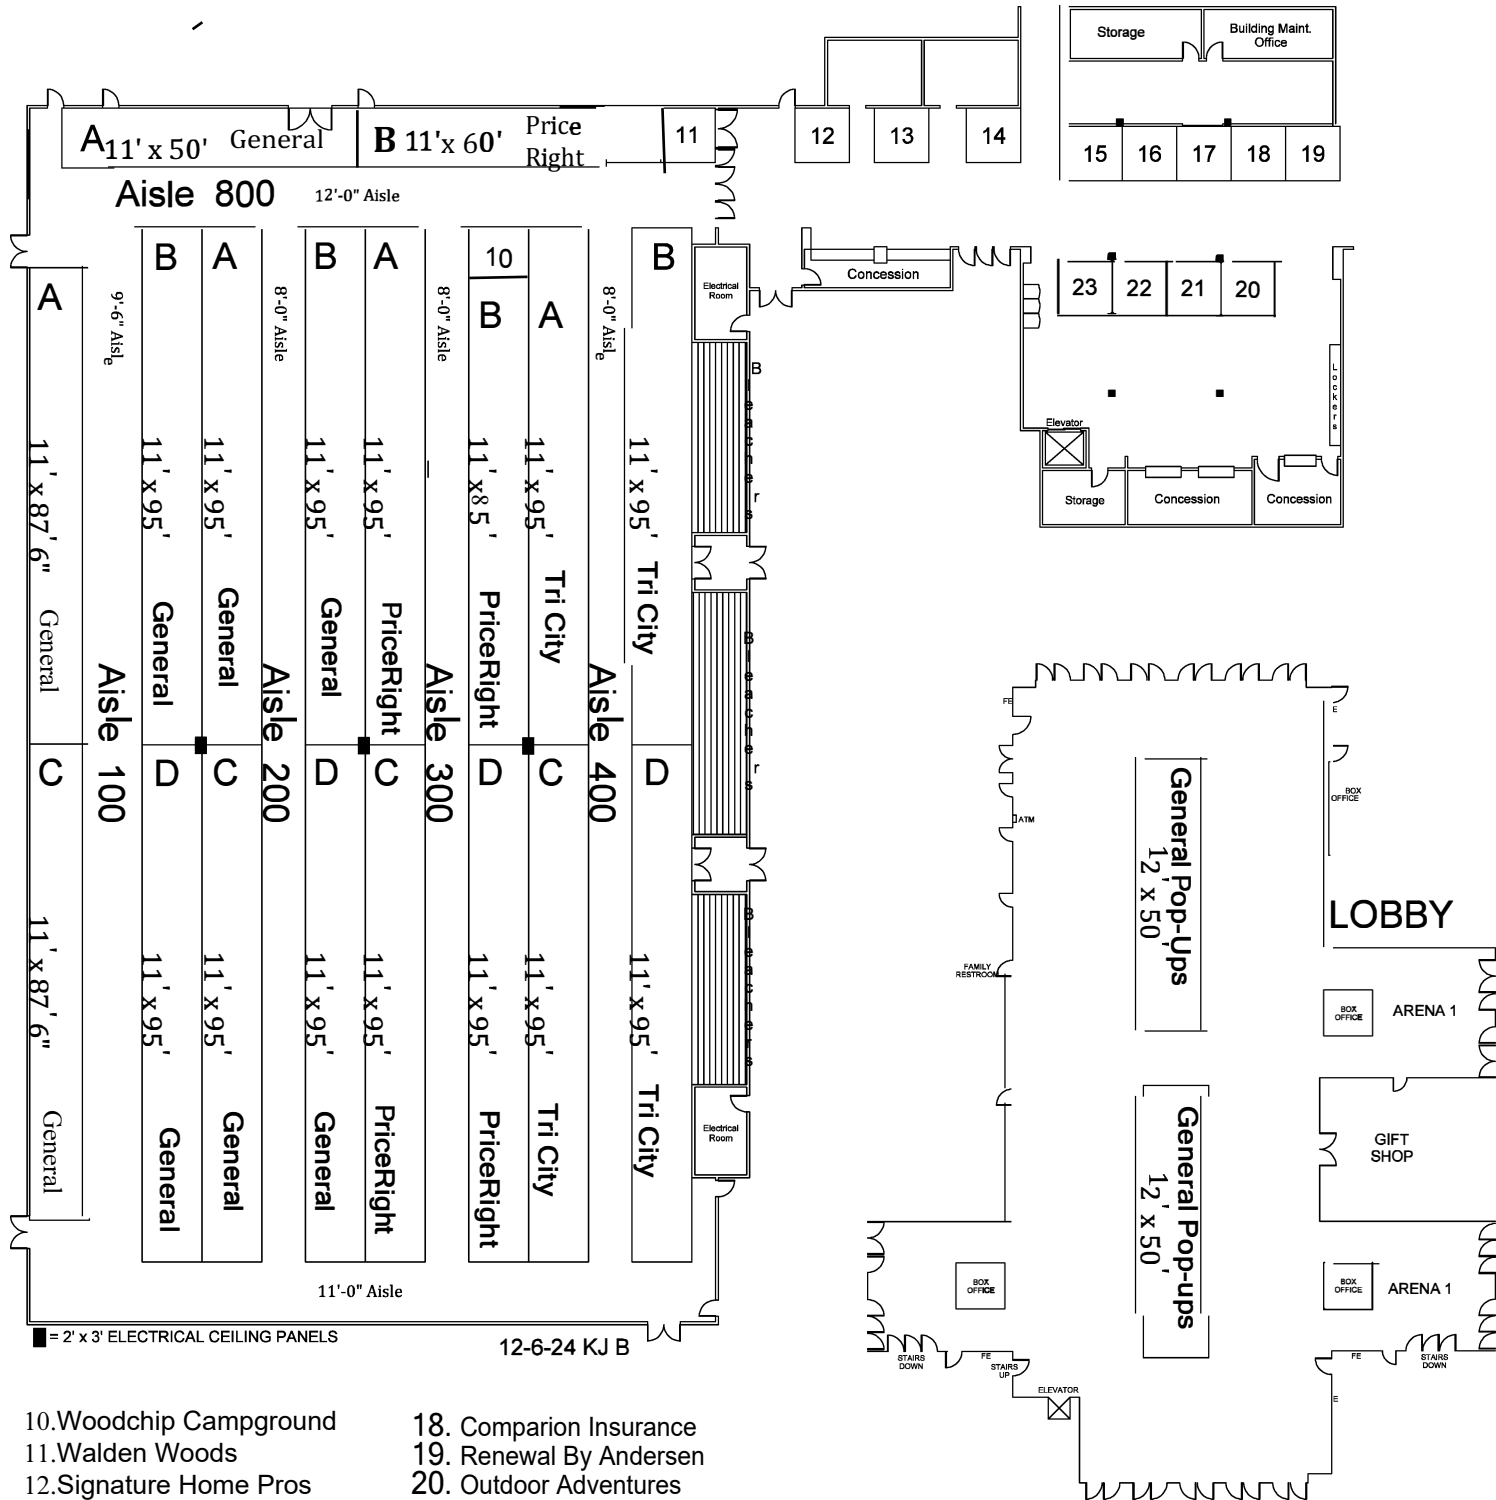 Storage
Building Maint.
Office
A 11' x 50' General
B 11' x 60' Price
Right
11
12
13
14
15 16 17 18 19
Aisle 800
12'-0" Aisle
B A B A 10 B
A
B A
9'-6" Aisle
8'-0" Aisle
8'-0" Aisle
8'-0" Aisle
Electrical
Room
Concession
23 22 21 20
Lockers
Elevator
Storage
Concession
Concession
11' x 87' 6"
General
11' x 95'
General
11' x 95'
General
11' x 95'
General
11' x 95'
PriceRight
11' x 85'
PriceRight
11' x 95'
Tri City
11' x 95'
Tri City
Bleachers
Bleachers
Bleachers
Aisle 100
Aisle 200
Aisle 300
Aisle 400
C D C D C D C D
11' x 87' 6"
General
11' x 95'
General
11' x 95'
General
11' x 95'
General
11' x 95'
PriceRight
11' x 95'
PriceRight
11' x 95'
Tri City
11' x 95'
Tri City
Electrical
Room
11'-0" Aisle
= 2' x 3' ELECTRICAL CEILING PANELS
12-6-24 KJ B
FE
E
ATM
BOX
OFFICE
General Pop-Ups
12' x 50'
LOBBY
FAMILY
RESTROOM
BOX
OFFICE
ARENA 1
General Pop-ups
12' x 50'
GIFT
SHOP
BOX
OFFICE
BOX
OFFICE
ARENA 1
STAIRS
DOWN
FE
STAIRS
UP
ELEVATOR
FE
STAIRS
DOWN
E
10.Woodchip Campground
11.Walden Woods
12.Signature Home Pros
18. Comparion Insurance
19. Renewal By Andersen
20. Outdoor Adventures